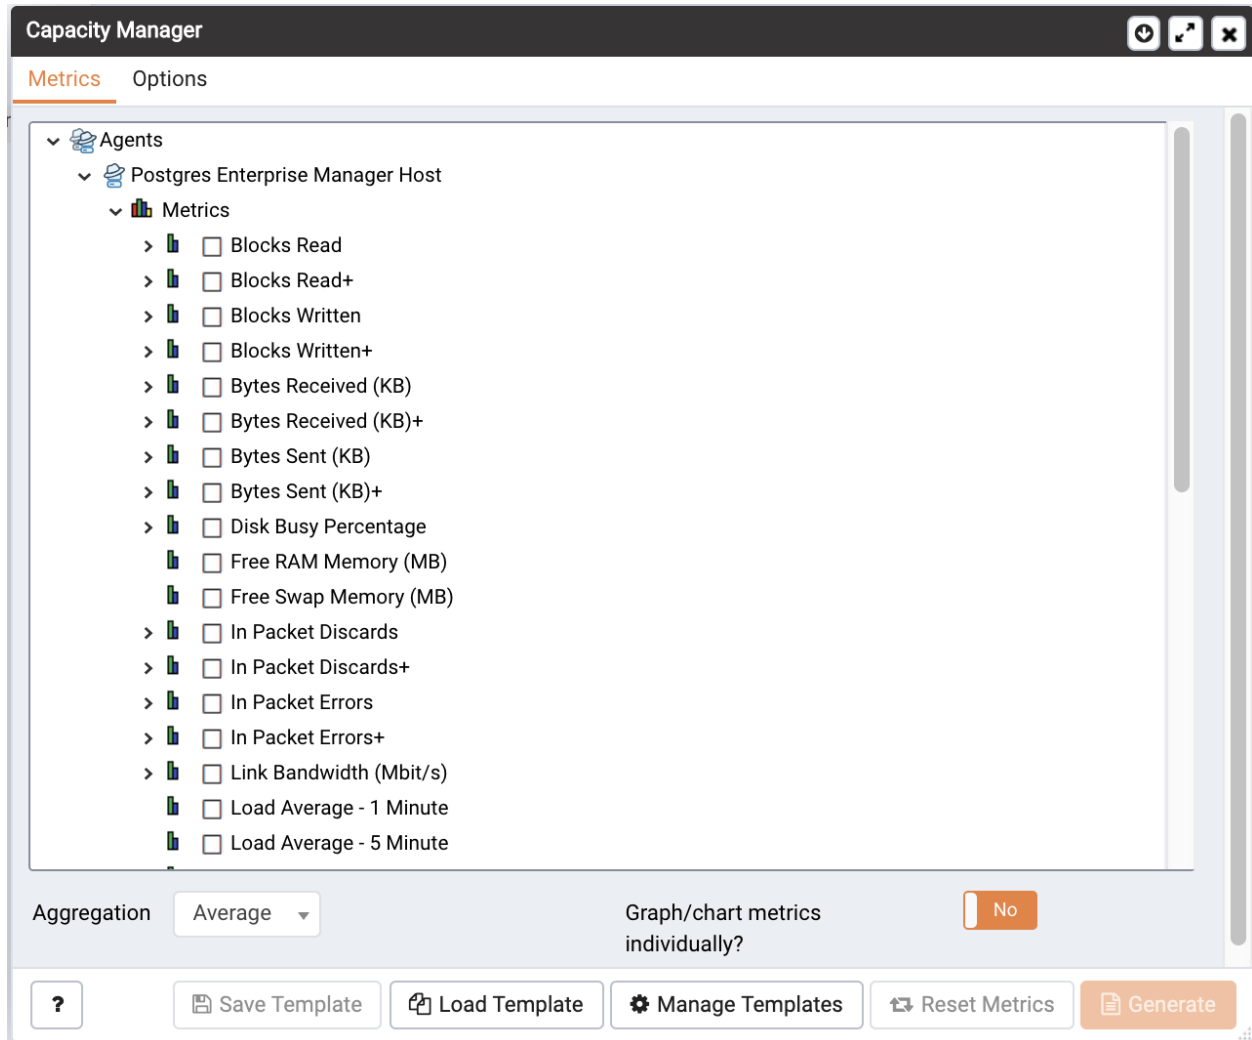 Capacity Manager
Metrics Options
Agents
Postgres Enterprise Manager Host
Metrics
Blocks Read
Blocks Read+
Blocks Written
Blocks Written+
Bytes Received (KB)
Bytes Received (KB)+
Bytes Sent (KB)
Bytes Sent (KB)+
Disk Busy Percentage
Free RAM Memory (MB)
Free Swap Memory (MB)
In Packet Discards
In Packet Discards+
In Packet Errors
In Packet Errors+
Link Bandwidth (Mbit/s)
Load Average - 1 Minute
Load Average - 5 Minute
Aggregation Average
Graph/chart metrics
individually?
No
? Save Template Load Template Manage Templates Reset Metrics Generate